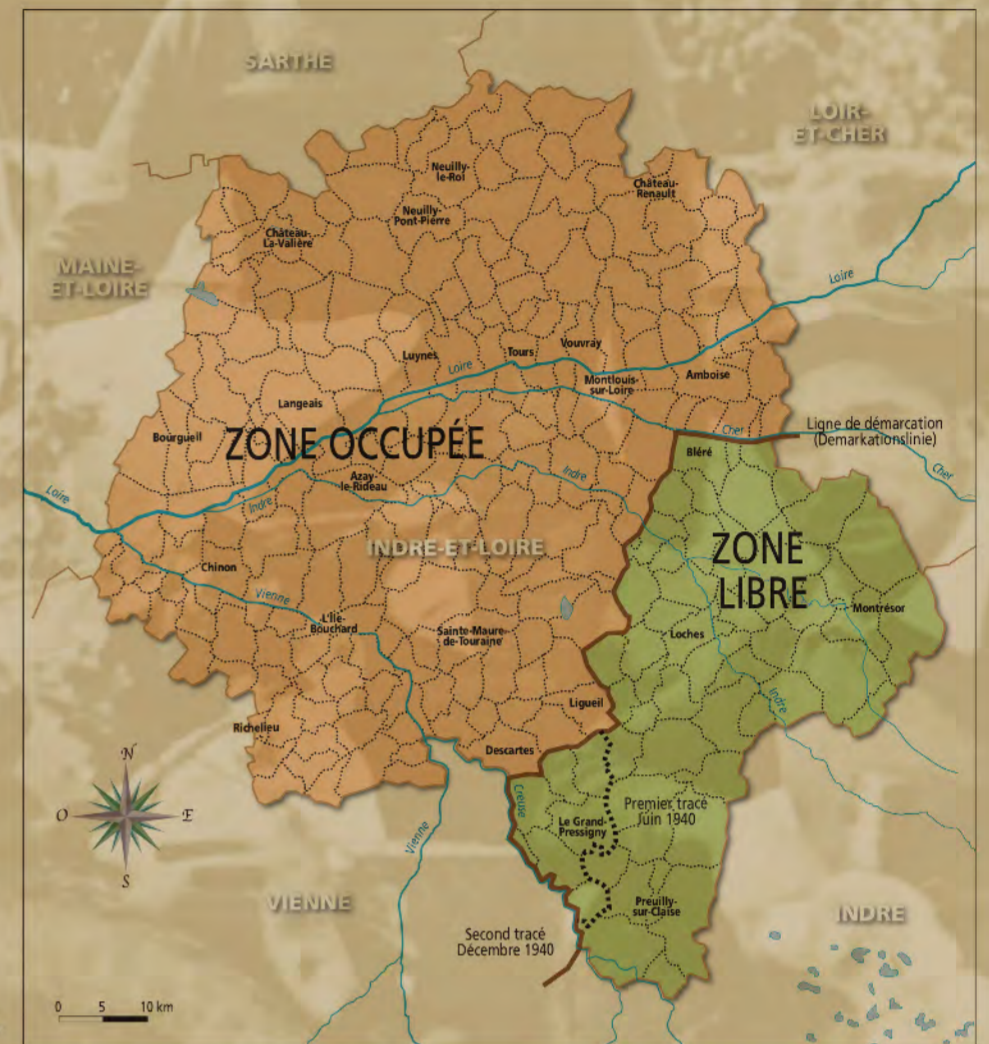 SARTHE
LOIR-
ET-CHER
Neuilly-
le-Roi
Château-
Renault
Neuilly-
Pont-Pierre
Château-
La-Valière
MAINE-
ET-LOIRE
Loire
Luynes
Tours
Vouvray
Loire
Montlouis-
sur-Loire
Amboise
Langeais
Bourgueil
ZONE OCCUPÉE
Cher
Ligne de démarcation
(Demarkationslinie)
Bléré
Cher
Azay-
le-Rideau
Indre
Loire
Indre
INDRE-ET-LOIRE
ZONE
LIBRE
Chinon
Vienne
L'Ile-
Bouchard
Sainte-Maure-
de-Touraine
Loches
Montrésor
Indre
Ligueil
Richelieu
Descartes
N
O
E
S
Creuse
Premier tracé
Juin 1940
Le Grand-
Pressigny
Vienne
VIENNE
Preuilly-
sur-Claise
INDRE
Second tracé
Décembre 1940
0 5 10 km